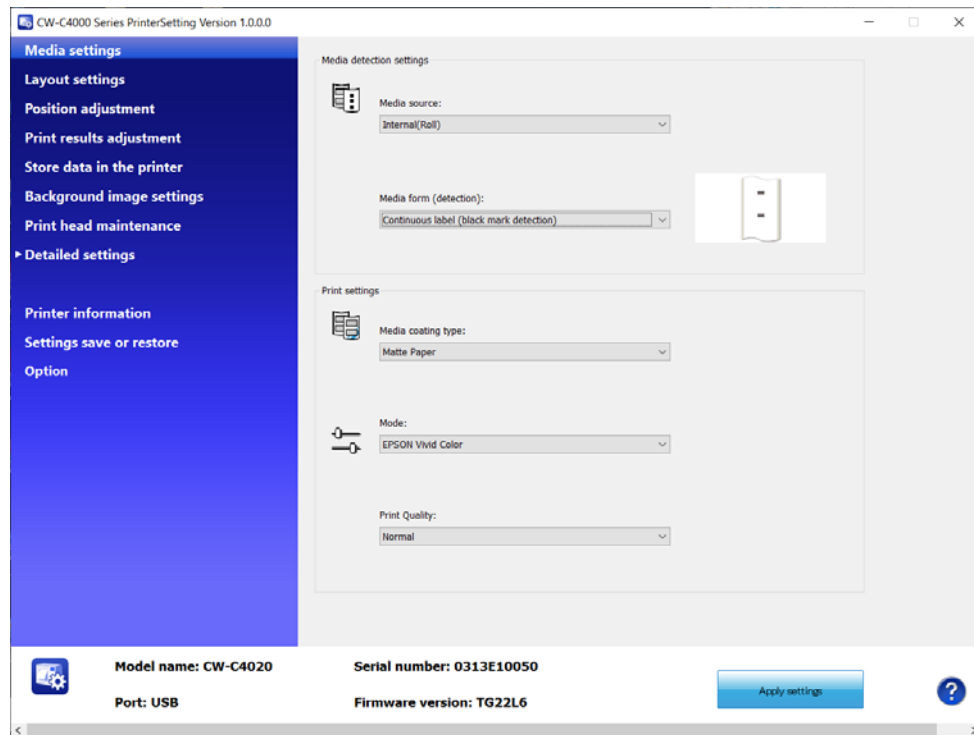 CW-C4000 Series PrinterSetting Version 1.0.0.0
Media settings
Layout settings
Position adjustment
Print results adjustment
Store data in the printer
Background image settings
Print head maintenance
Detailed settings
Printer information
Settings save or restore
Option
Media detection settings
Media source:
Internal(Roll)
Media form (detection):
Continuous label (black mark detection)
Print settings
Media coating type:
Matte Paper
Mode:
EPSON Vivid Color
Print Quality:
Normal
Model name: CW-C4020
Serial number: 0313E10050
Port: USB
Firmware version: TG22L6
Apply settings
?